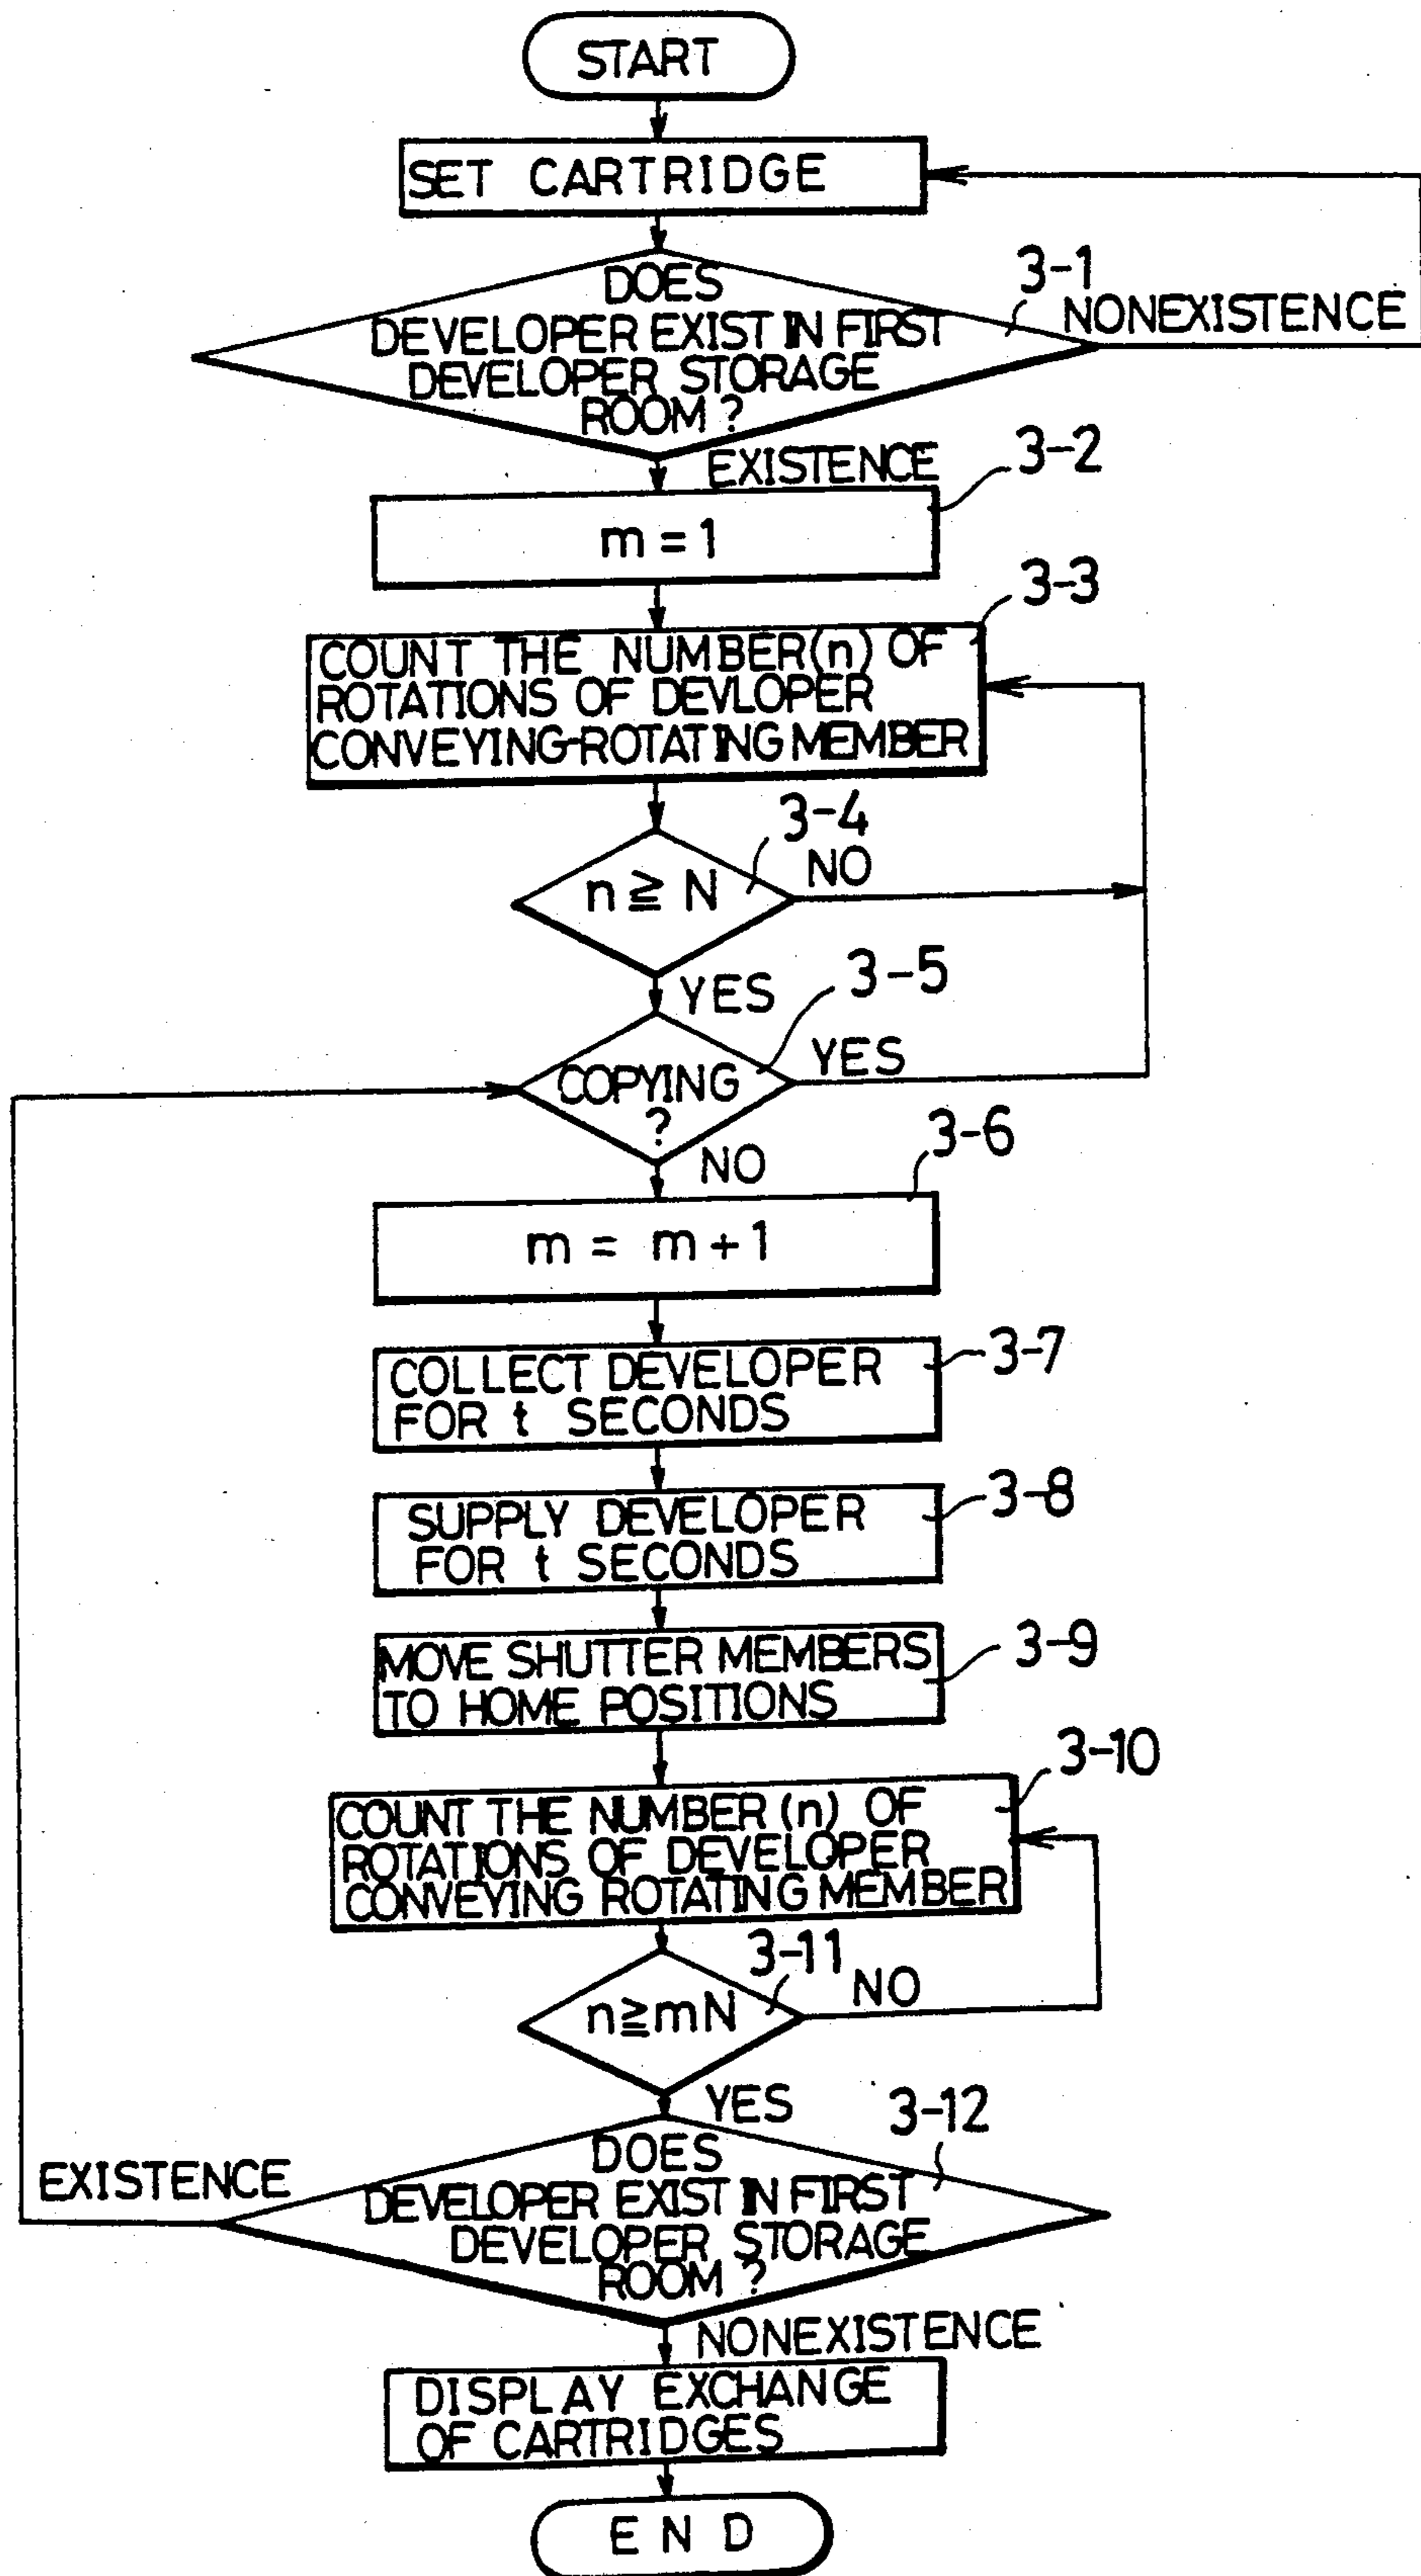 START
SET CARTRIDGE
3-1
DOES
DEVELOPER EXIST IN FIRST
DEVELOPER STORAGE
ROOM ?
NONEXISTENCE
EXISTENCE
3-2
m = 1
3-3
COUNT THE NUMBER(n) OF
ROTATIONS OF DEVLOPER
CONVEYING-ROTATING MEMBER
3-4
n ≧ N
NO
YES
3-5
COPYING
?
YES
NO
3-6
m = m + 1
3-7
COLLECT DEVELOPER
FOR t SECONDS
3-8
SUPPLY DEVELOPER
FOR t SECONDS
3-9
MOVE SHUTTER MEMBERS
TO HOME POSITIONS
3-10
COUNT THE NUMBER (n) OF
ROTATIONS OF DEVELOPER
CONVEYING ROTATING MEMBER
3-11
n≧mN
NO
YES
3-12
DOES
DEVELOPER EXIST IN FIRST
DEVELOPER STORAGE
ROOM ?
EXISTENCE
NONEXISTENCE
DISPLAY EXCHANGE
OF CARTRIDGES
END